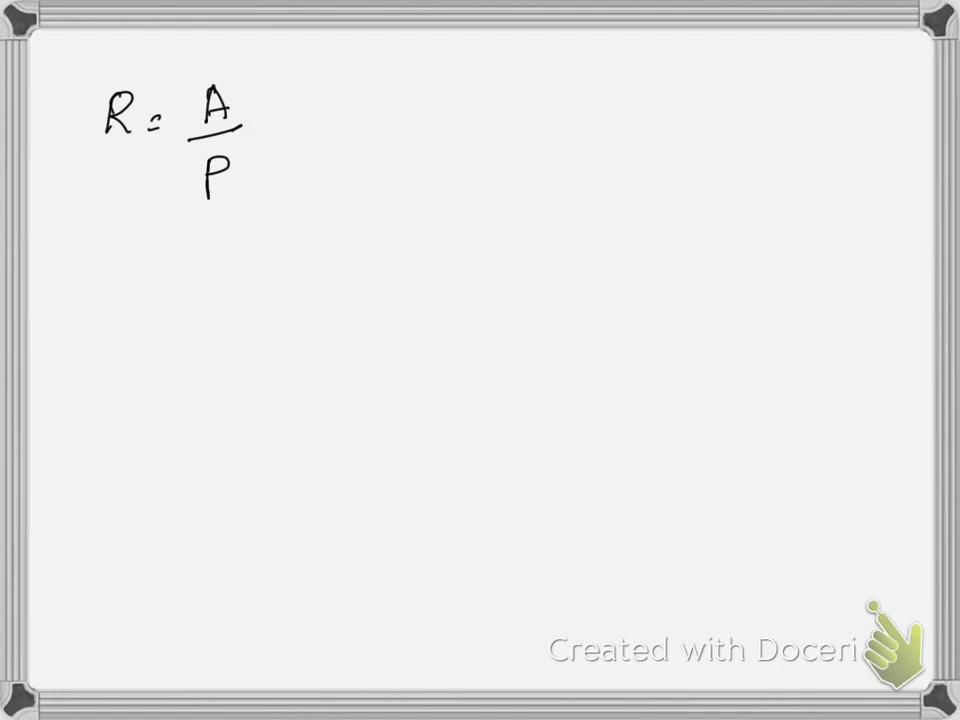 R = A/P
Created with Doceri